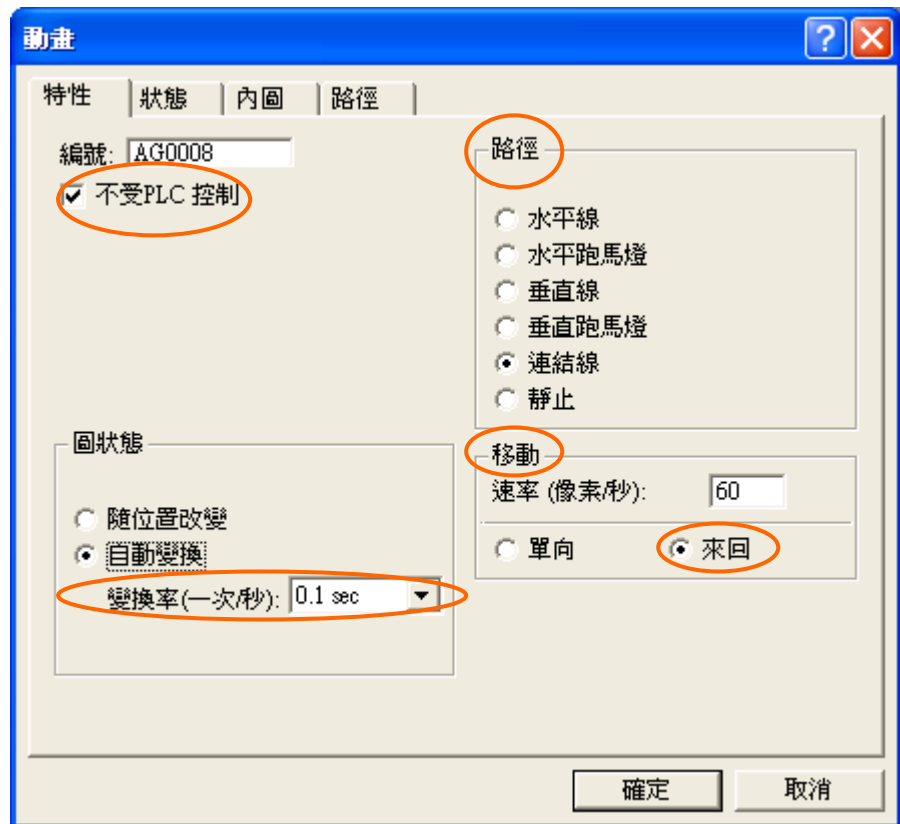 動畫
特性 狀態 內圖 路徑
編號: AG0008
不受PLC 控制
路徑
水平線
水平跑馬燈
垂直線
垂直跑馬燈
連結線
靜止
圖狀態
隨位置改變
自動變換
變換率(一次/秒): 0.1 sec
移動
速率 (像素/秒): 60
單向 來回
確定 取消